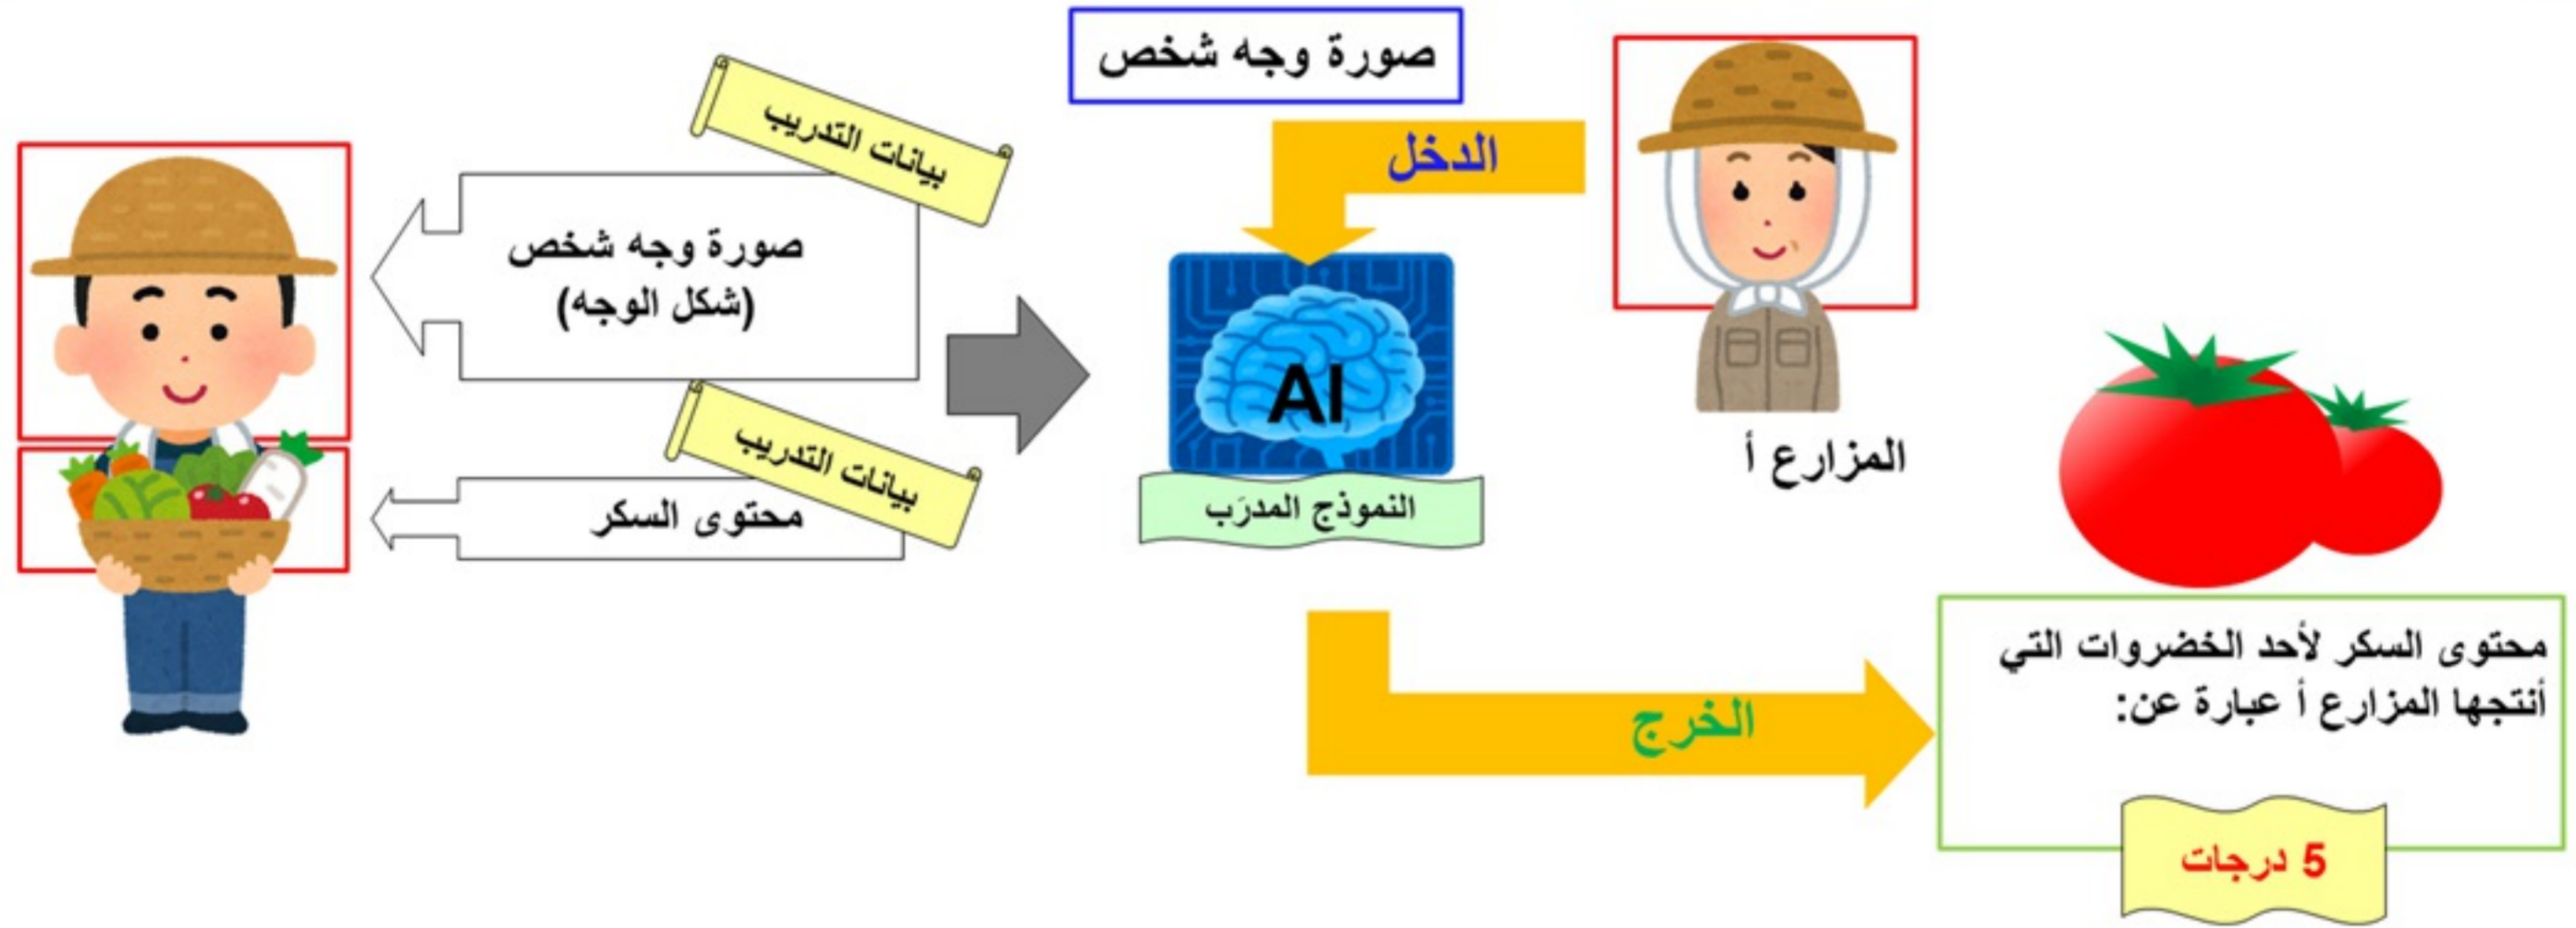 صورة وجه شخص
الدخل
بيانات التدريب
صورة وجه شخص
(شكل الوجه)
بيانات التدريب
محتوى السكر
AI
النموذج المدرَب
المزارع أ
الخرج
محتوى السكر لأحد الخضروات التي
أنتجها المزارع أ عبارة عن:
5 درجات